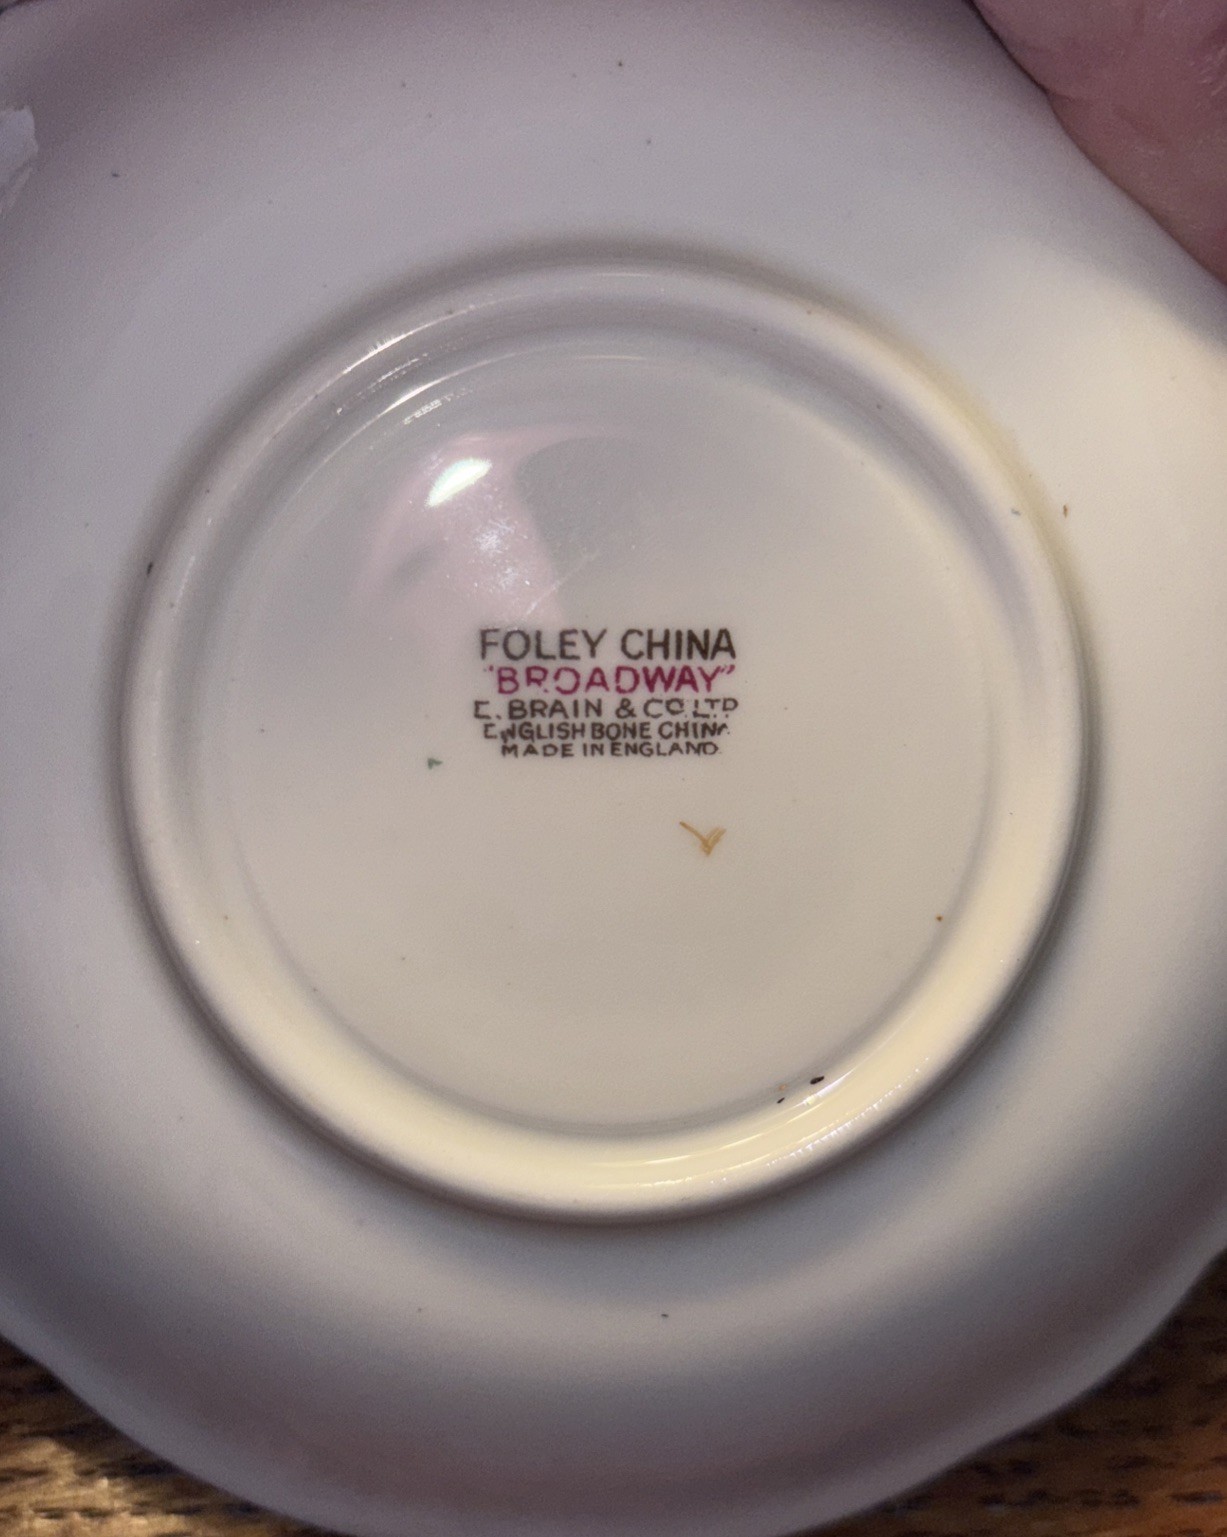 FOLEY CHINA
"BROADWAY"
E. BRAIN & CO. LTD
ENGLISH BONE CHINA
MADE IN ENGLAND.